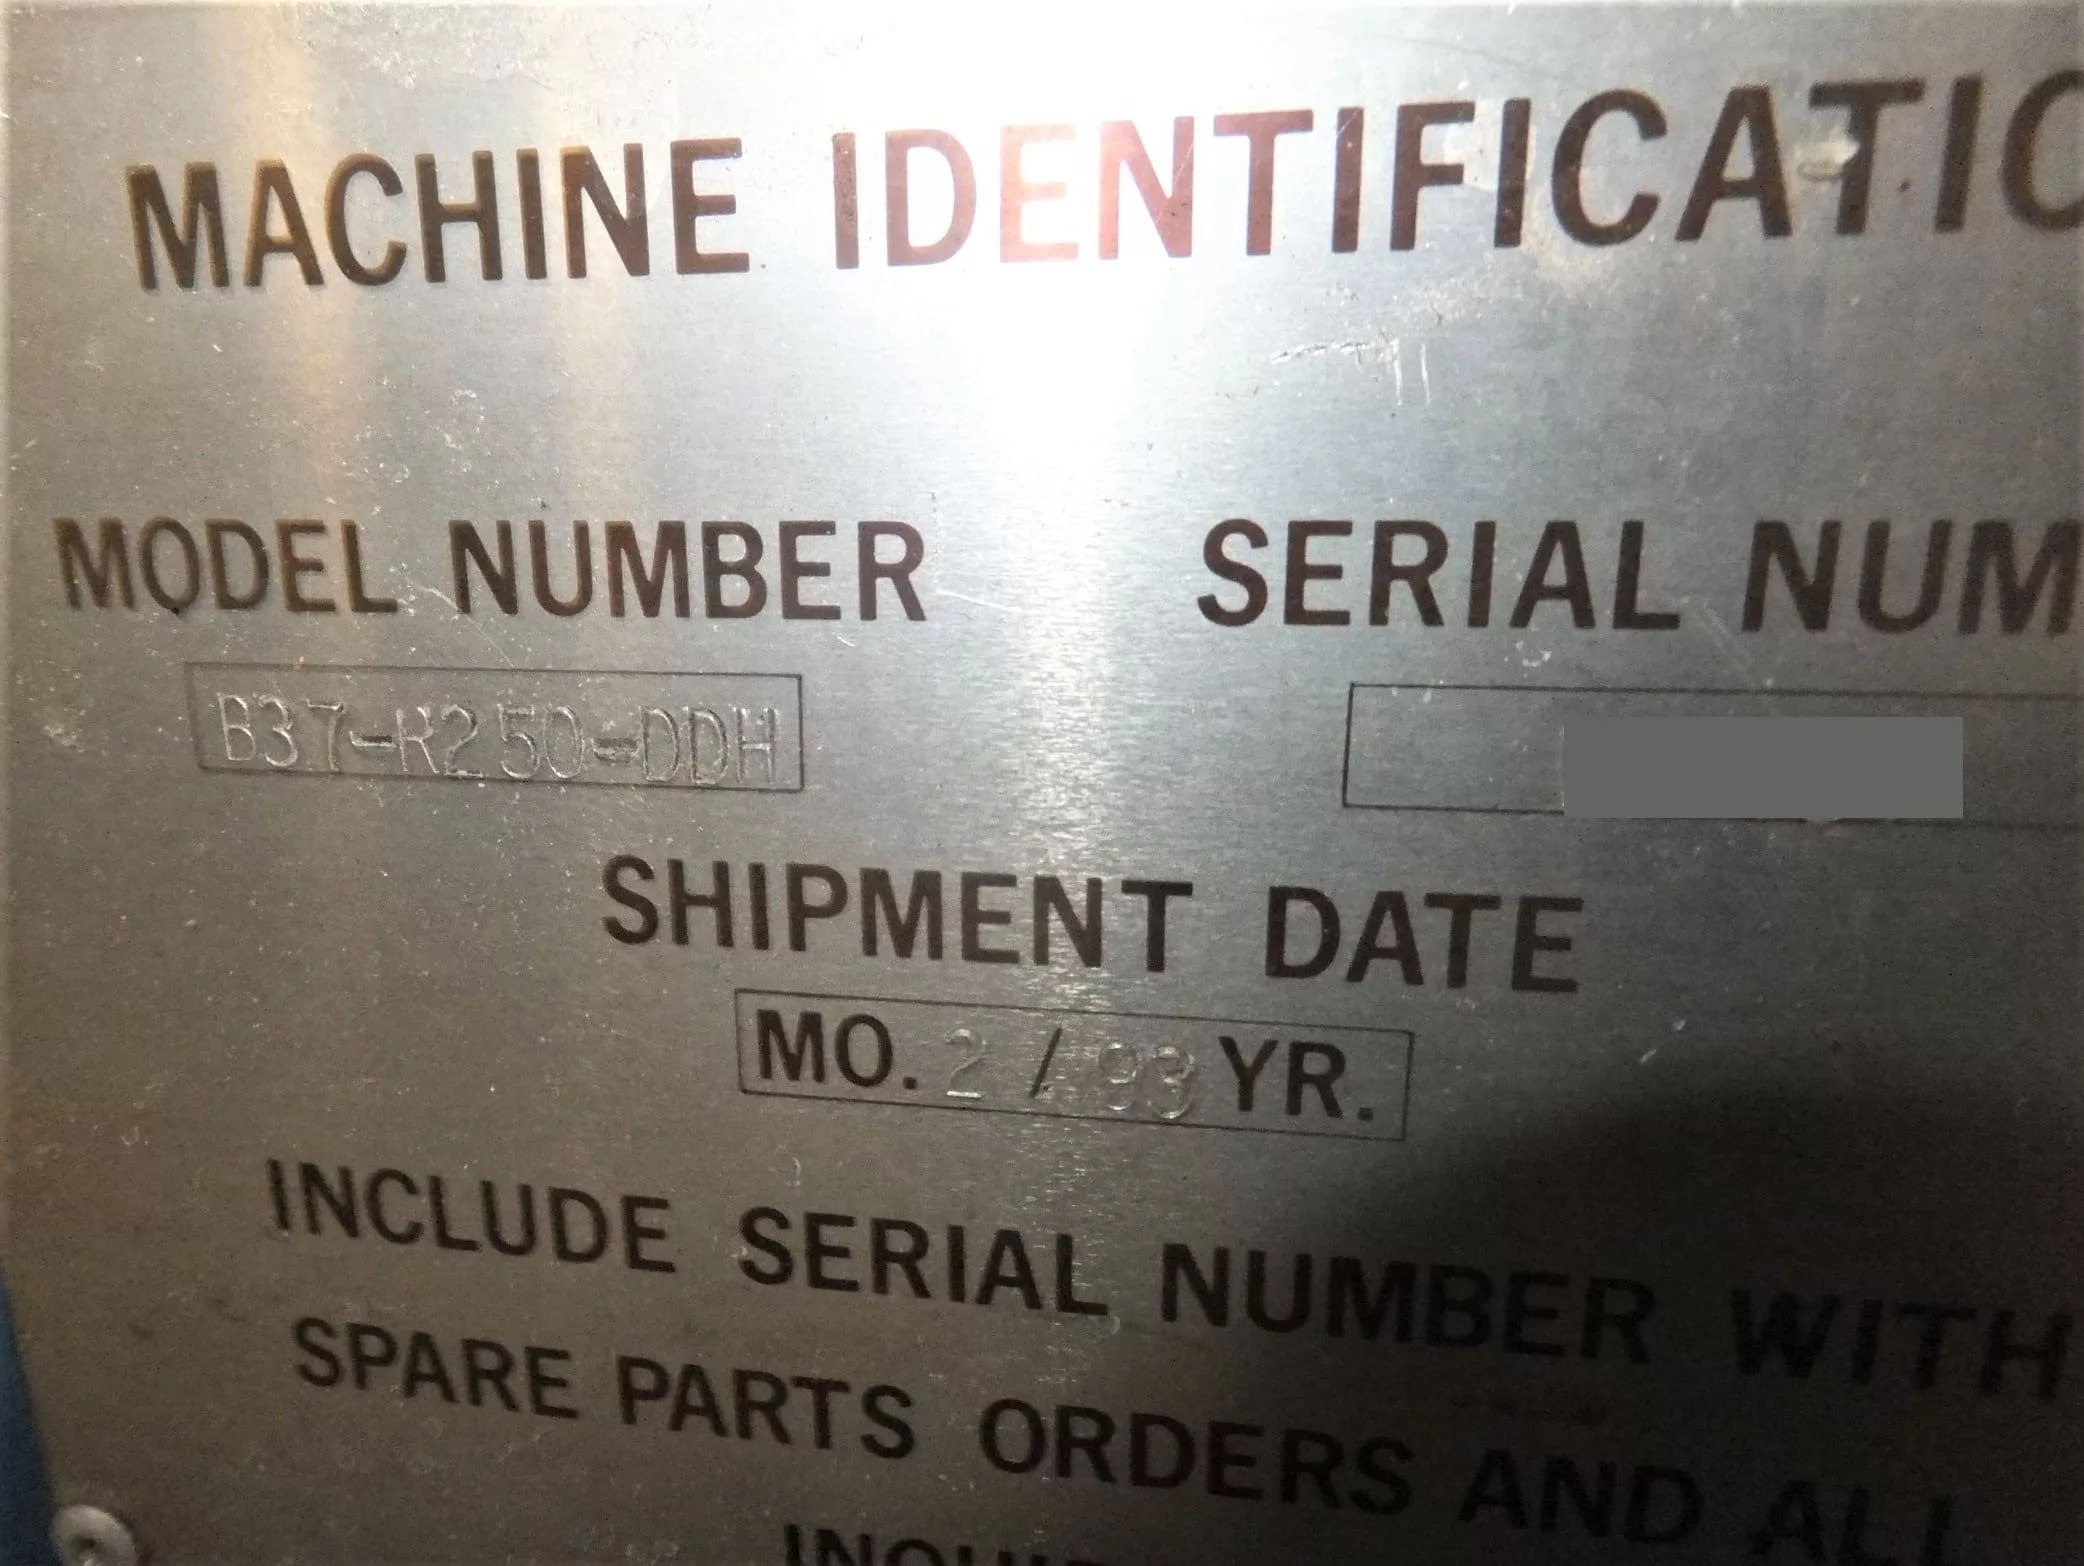 MACHINE IDENTIFICATIO
MODEL NUMBER SERIAL NUM
B37-R250-DDH
SHIPMENT DATE
MO. 2 / 93 YR.
INCLUDE SERIAL NUMBER WITH
SPARE PARTS ORDERS AND ALL